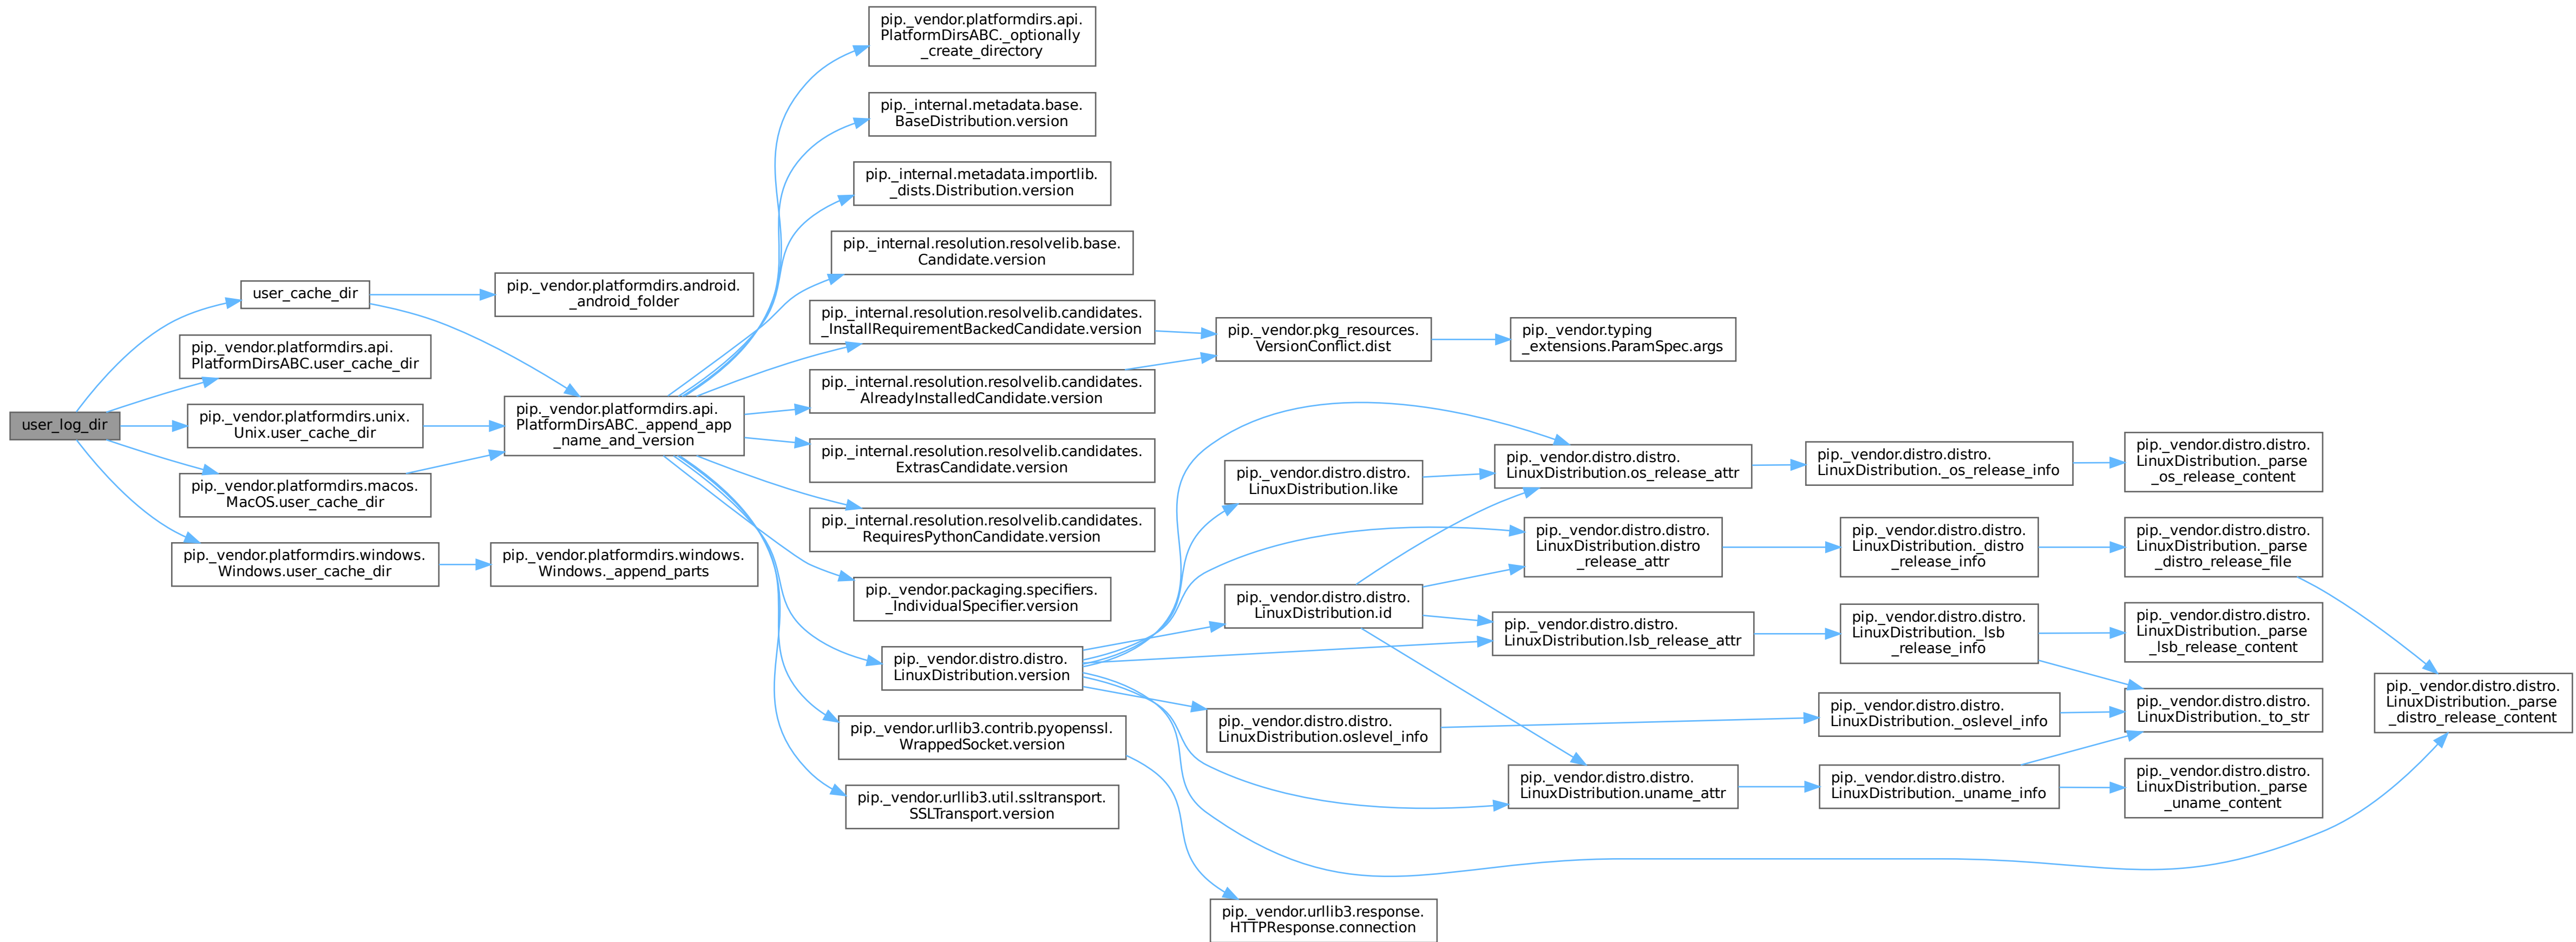 user_log_dir
user_cache_dir
pip._vendor.platformdirs.api.
PlatformDirsABC.user_cache_dir
pip._vendor.platformdirs.unix.
Unix.user_cache_dir
pip._vendor.platformdirs.macos.
MacOS.user_cache_dir
pip._vendor.platformdirs.windows.
Windows.user_cache_dir
pip._vendor.platformdirs.android.
_android_folder
pip._vendor.platformdirs.api.
PlatformDirsABC._append_app
_name_and_version
pip._vendor.platformdirs.windows.
Windows._append_parts
pip._vendor.platformdirs.api.
PlatformDirsABC._optionally
_create_directory
pip._internal.metadata.base.
BaseDistribution.version
pip._internal.metadata.importlib.
_dists.Distribution.version
pip._internal.resolution.resolvelib.base.
Candidate.version
pip._internal.resolution.resolvelib.candidates.
_InstallRequirementBackedCandidate.version
pip._internal.resolution.resolvelib.candidates.
AlreadyInstalledCandidate.version
pip._internal.resolution.resolvelib.candidates.
ExtrasCandidate.version
pip._internal.resolution.resolvelib.candidates.
RequiresPythonCandidate.version
pip._vendor.packaging.specifiers.
_IndividualSpecifier.version
pip._vendor.distro.distro.
LinuxDistribution.version
pip._vendor.urllib3.contrib.pyopenssl.
WrappedSocket.version
pip._vendor.urllib3.util.ssltransport.
SSLTransport.version
pip._vendor.pkg_resources.
VersionConflict.dist
pip._vendor.distro.distro.
LinuxDistribution.like
pip._vendor.distro.distro.
LinuxDistribution.id
pip._vendor.distro.distro.
LinuxDistribution.oslevel_info
pip._vendor.urllib3.response.
HTTPResponse.connection
pip._vendor.typing
_extensions.ParamSpec.args
pip._vendor.distro.distro.
LinuxDistribution.os_release_attr
pip._vendor.distro.distro.
LinuxDistribution.distro
_release_attr
pip._vendor.distro.distro.
LinuxDistribution.lsb_release_attr
pip._vendor.distro.distro.
LinuxDistribution.uname_attr
pip._vendor.distro.distro.
LinuxDistribution._os_release_info
pip._vendor.distro.distro.
LinuxDistribution._distro
_release_info
pip._vendor.distro.distro.
LinuxDistribution._lsb
_release_info
pip._vendor.distro.distro.
LinuxDistribution._oslevel_info
pip._vendor.distro.distro.
LinuxDistribution._uname_info
pip._vendor.distro.distro.
LinuxDistribution._parse
_os_release_content
pip._vendor.distro.distro.
LinuxDistribution._parse
_distro_release_file
pip._vendor.distro.distro.
LinuxDistribution._parse
_lsb_release_content
pip._vendor.distro.distro.
LinuxDistribution._to_str
pip._vendor.distro.distro.
LinuxDistribution._parse
_uname_content
pip._vendor.distro.distro.
LinuxDistribution._parse
_distro_release_content